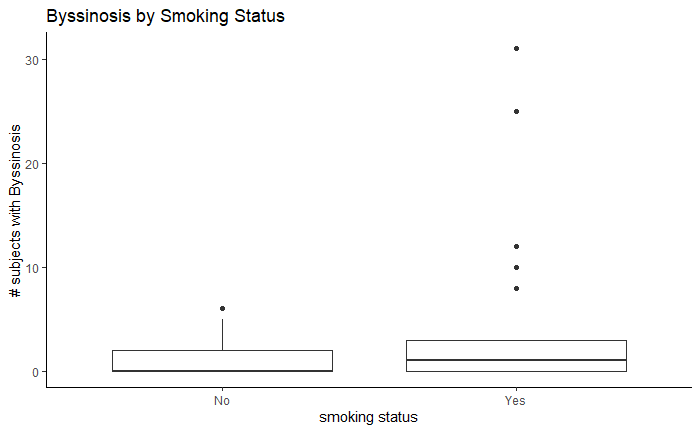 Byssinosis by Smoking Status
# subjects with Byssinosis
30
20
10
0
No
Yes
smoking status